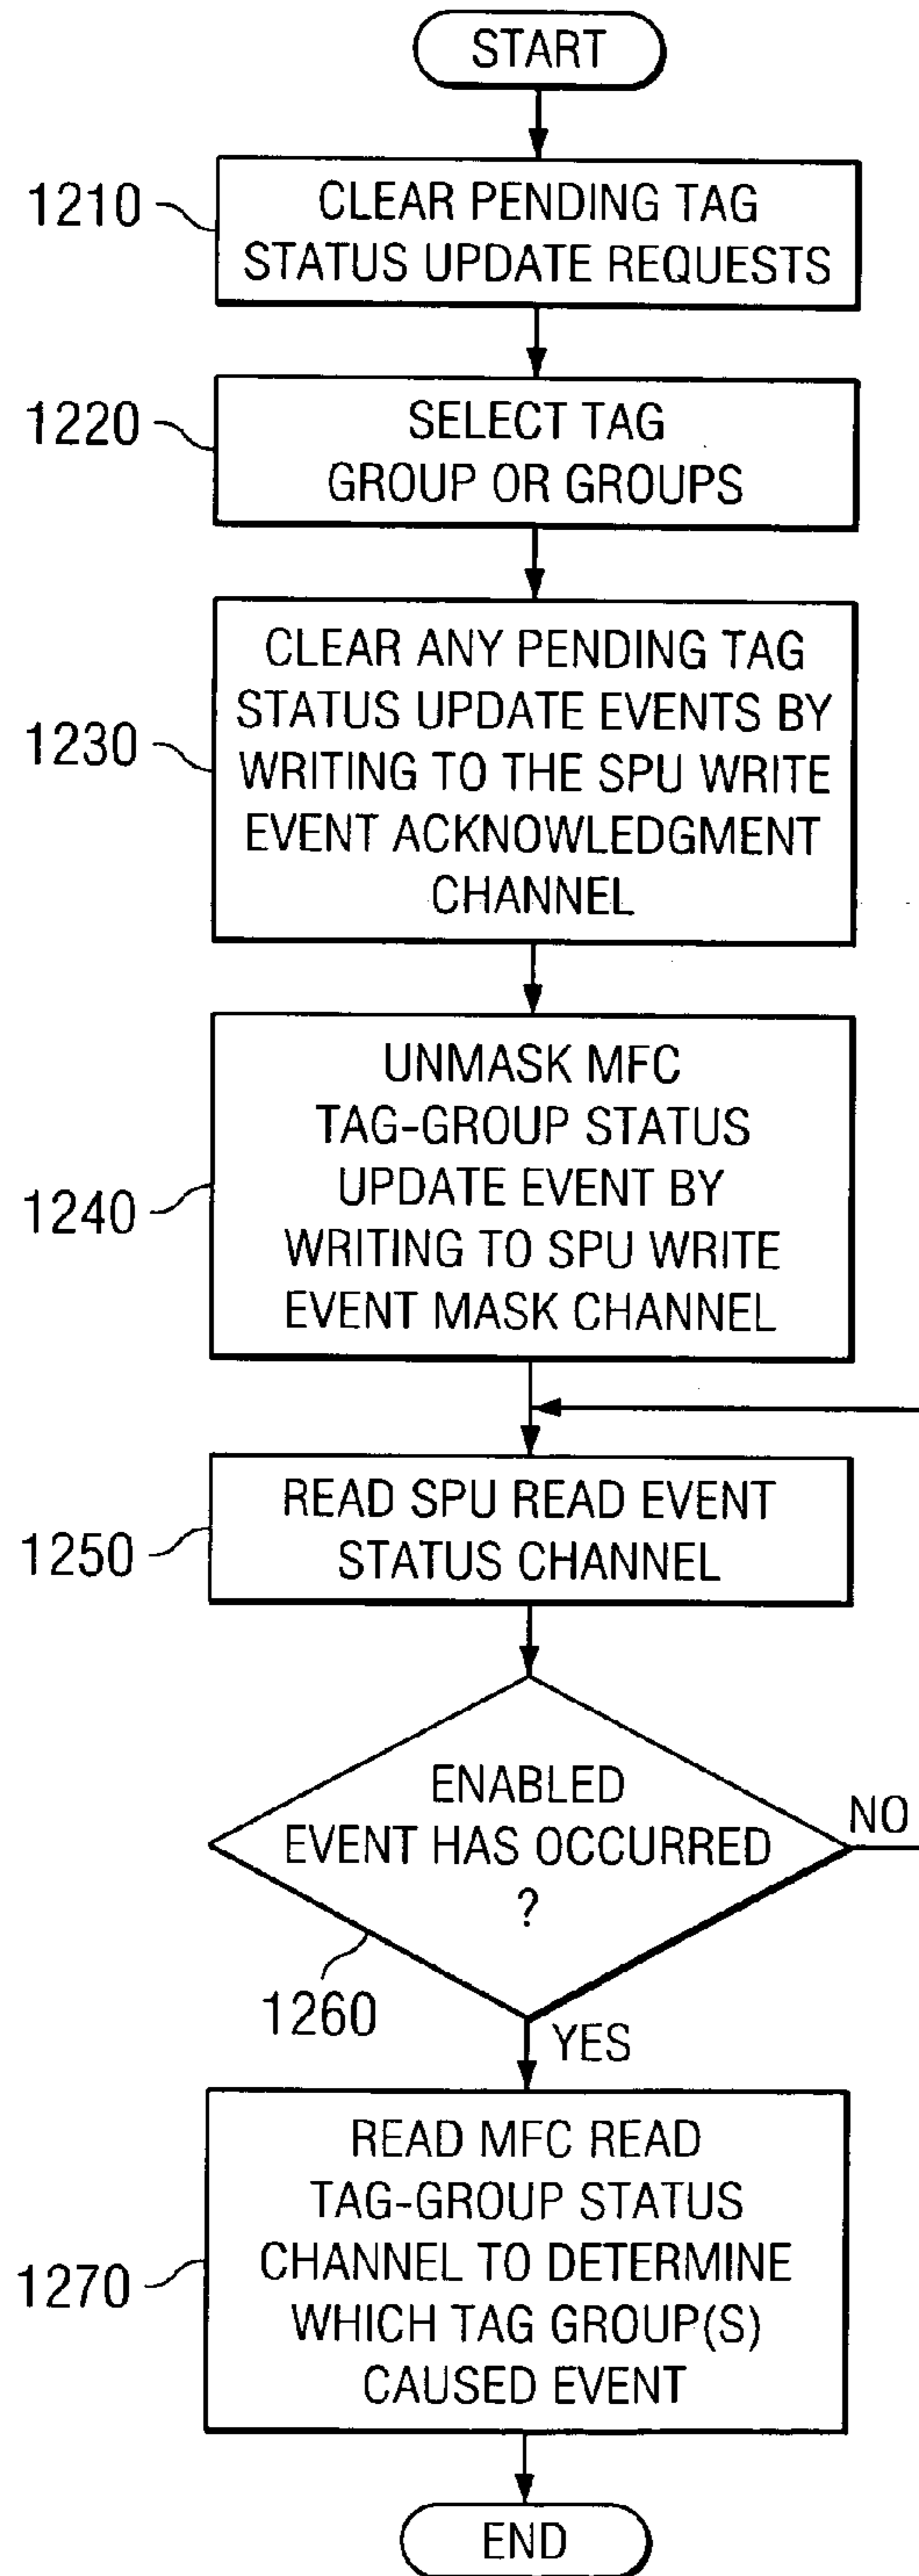 START
1210
CLEAR PENDING TAG
STATUS UPDATE REQUESTS
1220
SELECT TAG
GROUP OR GROUPS
1230
CLEAR ANY PENDING TAG
STATUS UPDATE EVENTS BY
WRITING TO THE SPU WRITE
EVENT ACKNOWLEDGMENT
CHANNEL
1240
UNMASK MFC
TAG-GROUP STATUS
UPDATE EVENT BY
WRITING TO SPU WRITE
EVENT MASK CHANNEL
1250
READ SPU READ EVENT
STATUS CHANNEL
ENABLED
EVENT HAS OCCURRED
?
NO
1260
YES
1270
READ MFC READ
TAG-GROUP STATUS
CHANNEL TO DETERMINE
WHICH TAG GROUP(S)
CAUSED EVENT
END